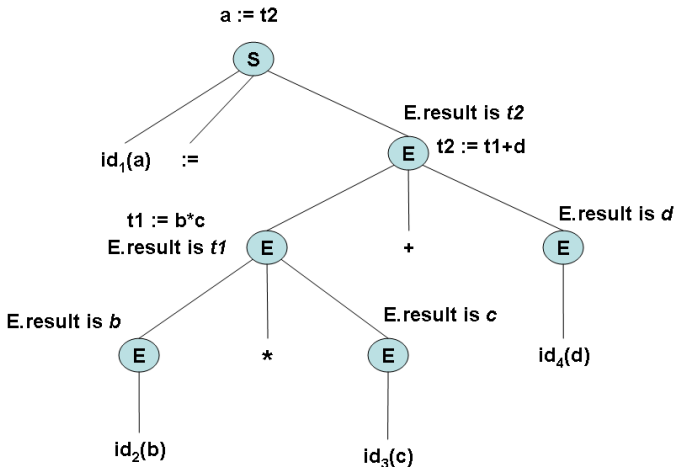 a := t2
S
E.result is t2
id₁(a) :=
E t2 := t1+d
t1 := b*c
E.result is t1 E
+
E.result is d
E
E.result is b
E
*
E.result is c
E
id₄(d)
id₂(b)
id₃(c)